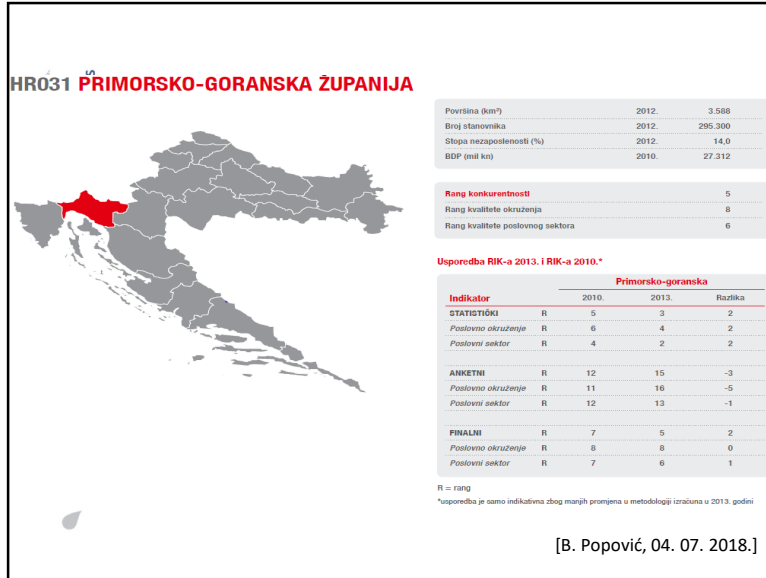 HR031 PRIMORSKO-GORANSKA ŽUPANIJA
Površina (km²) 2012. 3.588
Broj stanovnika 2012. 295.300
Stopa nezaposlenosti (%) 2012. 14,0
BDP (mil kn) 2010. 27.312
Rang konkurentnosti 5
Rang kvalitete okruženja 8
Rang kvalitete poslovnog sektora 6
Usporedba RIK-a 2013. i RIK-a 2010.*
Primorsko-goranska
Indikator 2010. 2013. Razlika
STATISTIČKI R 5 3 2
Poslovno okruženje R 6 4 2
Poslovni sektor R 4 2 2
ANKETNI R 12 15 -3
Poslovno okruženje R 11 16 -5
Poslovni sektor R 12 13 -1
FINALNI R 7 5 2
Poslovno okruženje R 8 8 0
Poslovni sektor R 7 6 1
R = rang
*usporedba je samo indikativna zbog manjih promjena u metodologiji izračuna u 2013. godini
[B. Popović, 04. 07. 2018.]